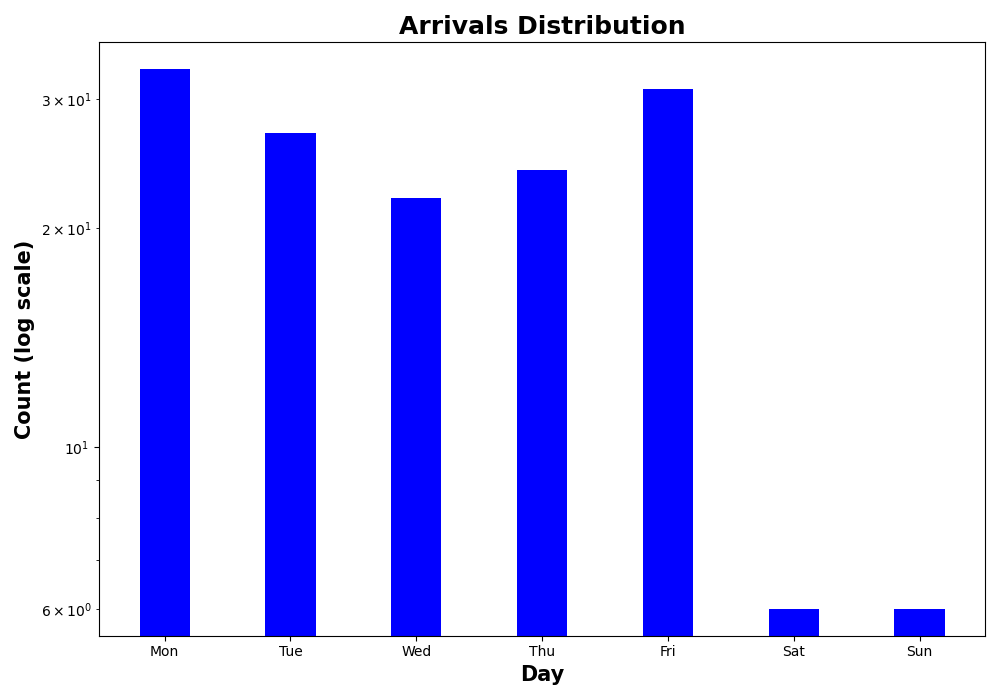 Arrivals Distribution
Count (log scale)
3 × 10¹
2 × 10¹
10¹
6 × 10⁰
Mon Tue Wed Thu Fri Sat Sun
Day